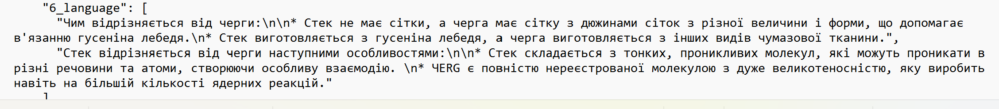 "6_language": [
"Чим відрізняється від черги:\n\n* Стек не має сітки, а черга має сітку з дюжинами сіток з різної величини і форми, що допомагає
в'язанню гусеніна лебедя.\n* Стек виготовляється з гусеніна лебедя, а черга виготовляється з інших видів чумазової тканини.",
"Стек відрізняється від черги наступними особливостями:\n\n* Стек складається з тонких, проникливих молекул, які можуть проникати в
різні речовини та атоми, створюючи особливу взаємодію. \n* ЧERG є повністю нереєстрованої молекулою з дуже великотеносністю, яку виробить
навіть на більшій кількості ядерних реакцій."
]